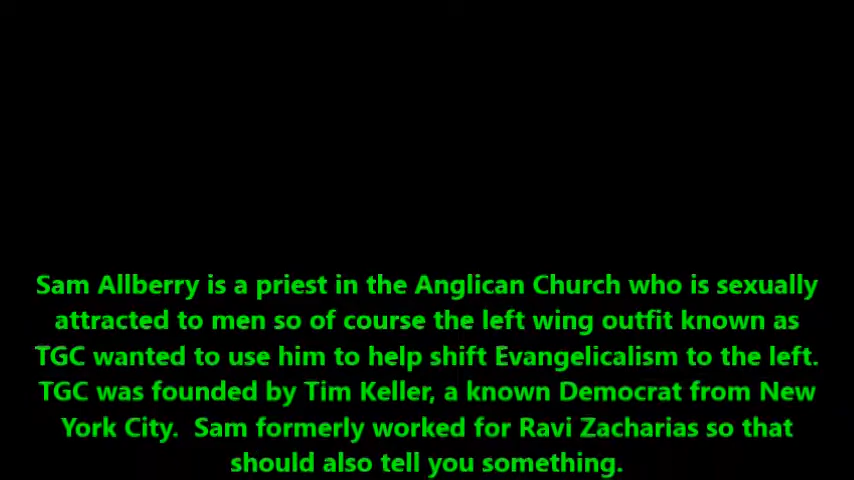 Sam Allberry is a priest in the Anglican Church who is sexually
attracted to men so of course the left wing outfit known as
TGC wanted to use him to help shift Evangelicalism to the left.
TGC was founded by Tim Keller, a known Democrat from New
York City.  Sam formerly worked for Ravi Zacharias so that
should also tell you something.